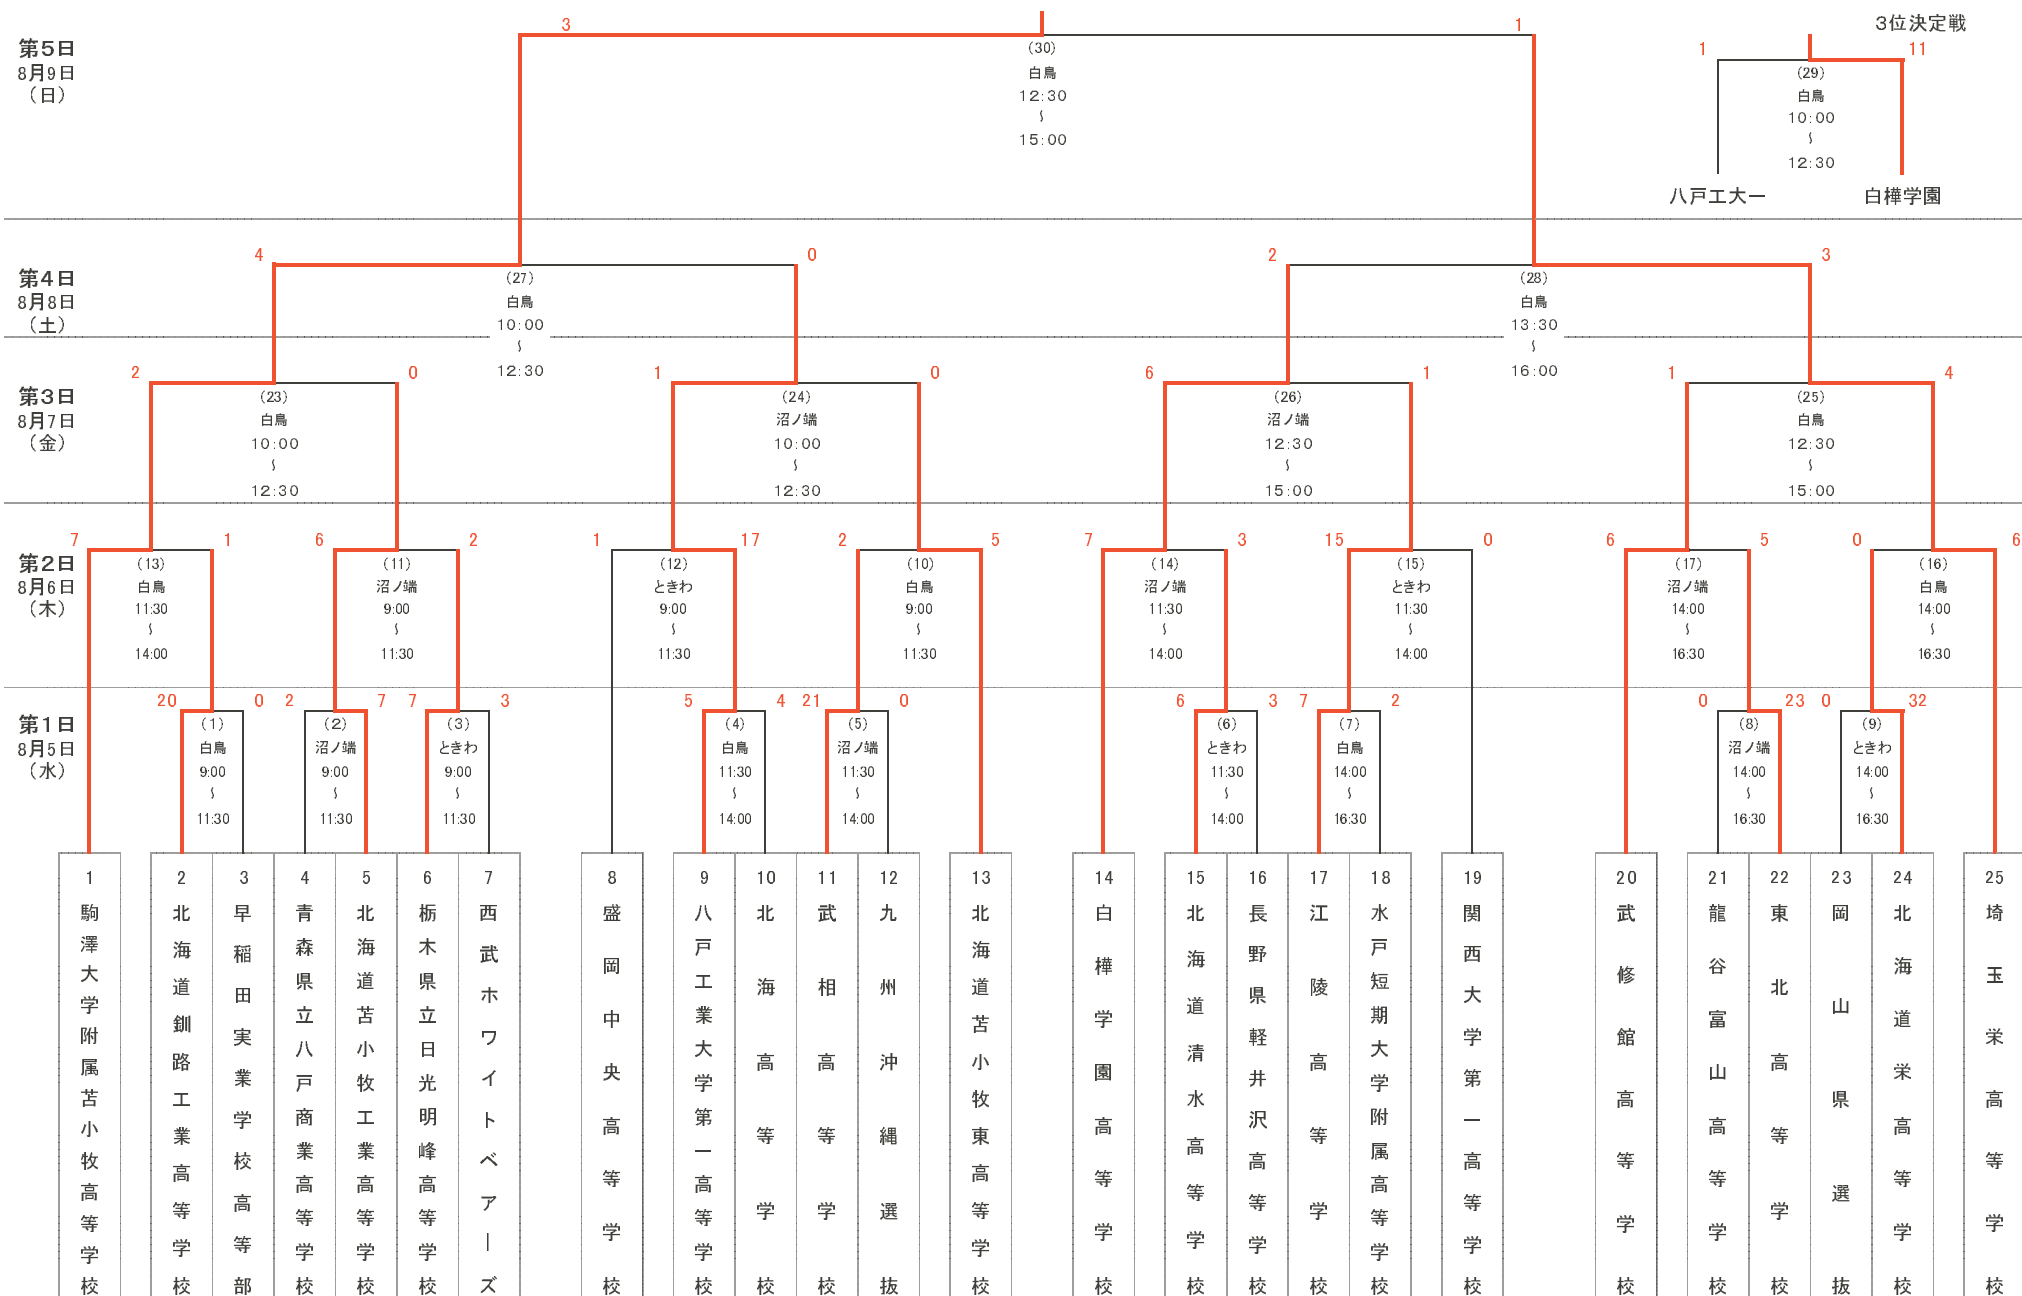 3位決定戦
3
1
1
11
第5日
8月9日
（日）
(30)
白鳥
12:30
～
15:00
(29)
白鳥
10:00
～
12:30
八戸工大一
白樺学園
4
0
2
3
第4日
8月8日
（土）
(27)
白鳥
10:00
～
12:30
(28)
白鳥
13:30
～
16:00
2
0
1
0
6
1
1
4
第3日
8月7日
（金）
(23)
白鳥
10:00
～
12:30
(24)
沼ノ端
10:00
～
12:30
(26)
沼ノ端
12:30
～
15:00
(25)
白鳥
12:30
～
15:00
7
1
6
2
1
17
2
5
7
3
15
0
6
5
0
6
第2日
8月6日
（木）
(13)
白鳥
11:30
～
14:00
(11)
沼ノ端
9:00
～
11:30
(12)
ときわ
9:00
～
11:30
(10)
白鳥
9:00
～
11:30
(14)
沼ノ端
11:30
～
14:00
(15)
ときわ
11:30
～
14:00
(17)
沼ノ端
14:00
～
16:30
(16)
白鳥
14:00
～
16:30
20
0
2
7
7
3
5
4
21
0
6
3
7
2
0
23
0
32
第1日
8月5日
（水）
(1)
白鳥
9:00
～
11:30
(2)
沼ノ端
9:00
～
11:30
(3)
ときわ
9:00
～
11:30
(4)
白鳥
11:30
～
14:00
(5)
沼ノ端
11:30
～
14:00
(6)
ときわ
11:30
～
14:00
(7)
白鳥
14:00
～
16:30
(8)
沼ノ端
14:00
～
16:30
(9)
ときわ
14:00
～
16:30
1
駒澤大学附属苫小牧高等学校
2
北海道釧路工業高等学校
3
早稲田実業学校高等部
4
青森県立八戸商業高等学校
5
北海道苫小牧工業高等学校
6
栃木県立日光明峰高等学校
7
西武ホワイトベアーズ
8
盛岡中央高等学校
9
八戸工業大学第一高等学校
10
北海高等学校
11
武相高等学校
12
九州沖縄選抜
13
北海道苫小牧東高等学校
14
白樺学園高等学校
15
北海道清水高等学校
16
長野県軽井沢高等学校
17
江陵高等学校
18
水戸短期大学附属高等学校
19
関西大学第一高等学校
20
武修館高等学校
21
龍谷富山高等学校
22
東北高等学校
23
岡山県選抜
24
北海道栄高等学校
25
埼玉栄高等学校